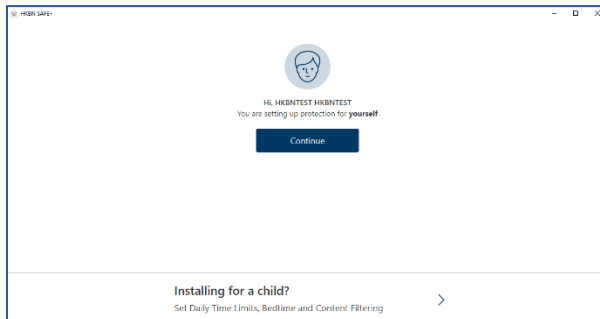 HKBN SAFE+
Hi, HKBNTEST HKBNTEST
You are setting up protection for yourself
Continue
Installing for a child?
Set Daily Time Limits, Bedtime and Content Filtering